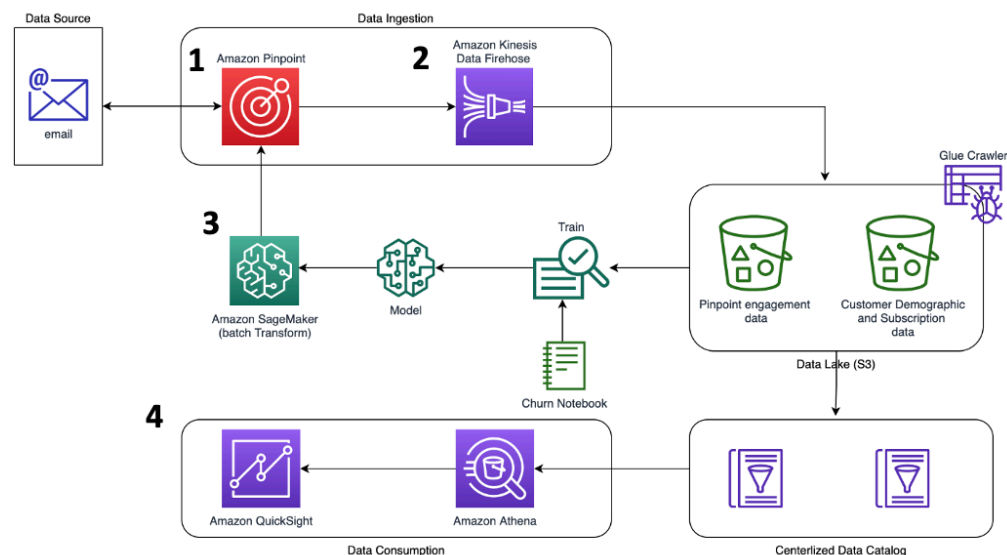 Data Source
Data Ingestion
1
Amazon Pinpoint
2
Amazon Kinesis
Data Firehose
@
email
Glue Crawler
3
Train
Amazon SageMaker
(batch Transform)
Model
Pinpoint engagement
data
Customer Demographic
and Subscription
data
Data Lake (S3)
Churn Notebook
4
Amazon QuickSight
Amazon Athena
Data Consumption
Centerlized Data Catalog